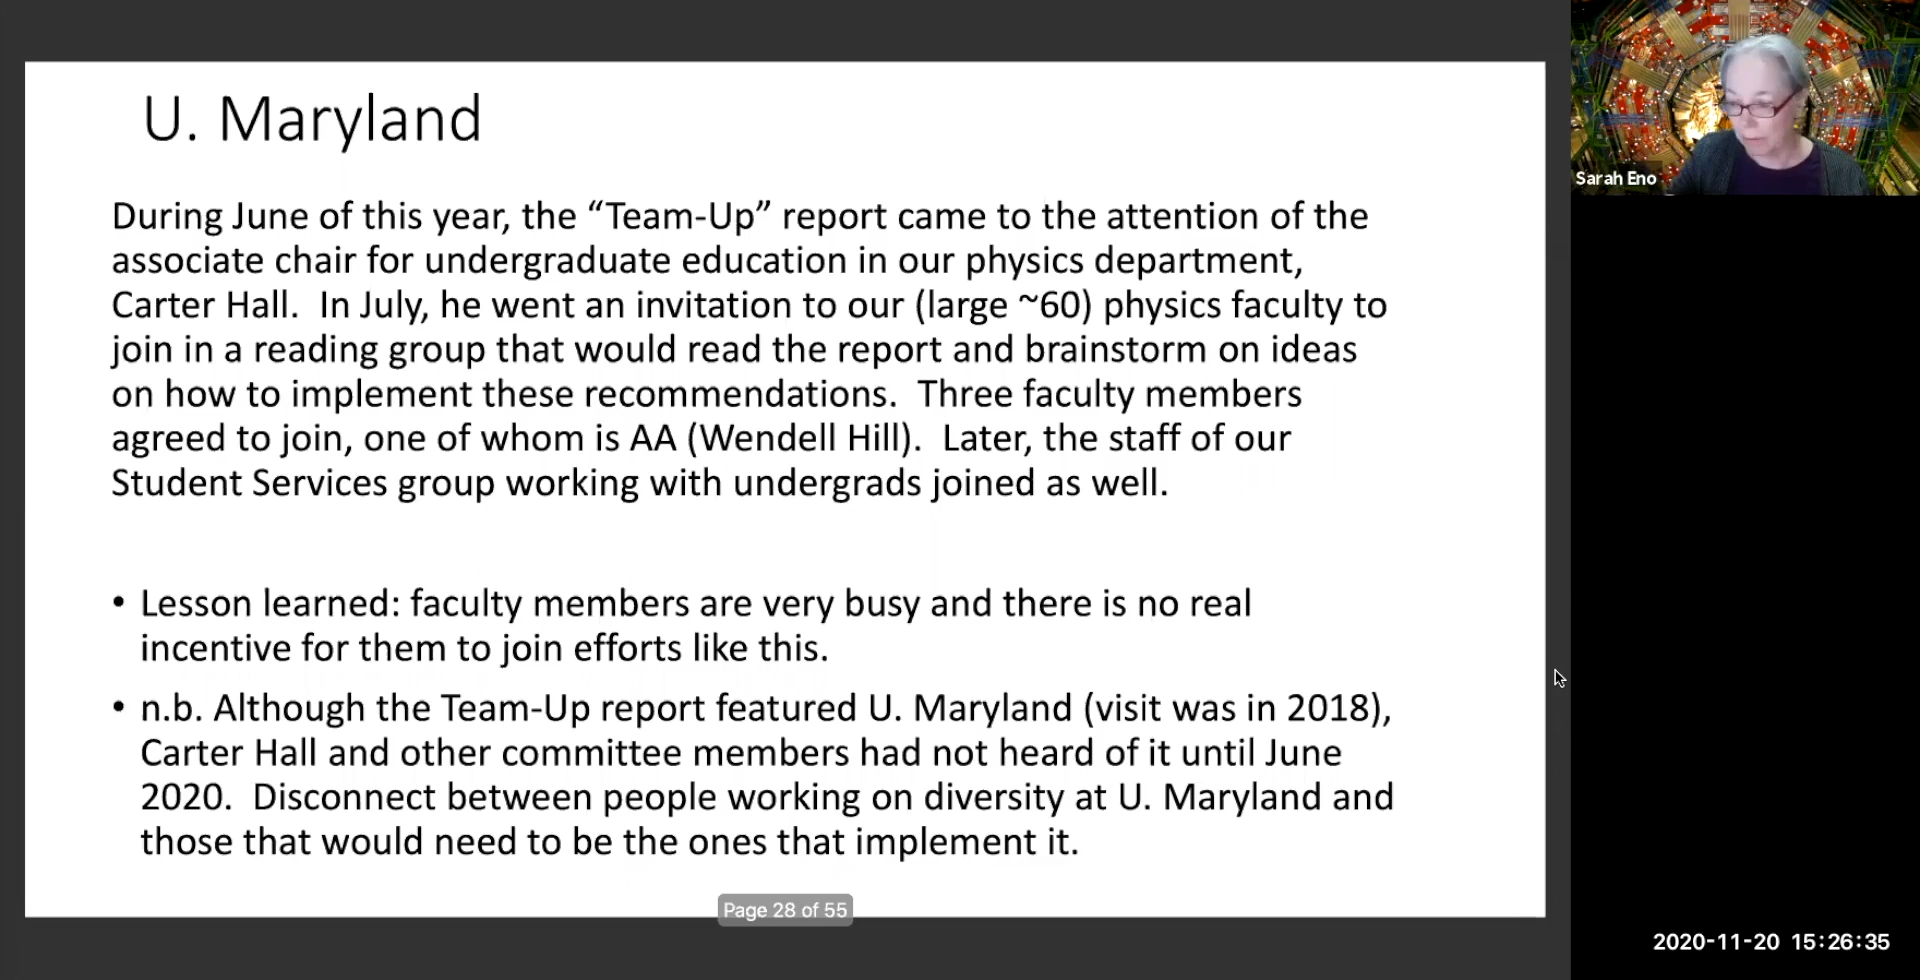 U. Maryland
During June of this year, the “Team-Up” report came to the attention of the
associate chair for undergraduate education in our physics department,
Carter Hall.  In July, he went an invitation to our (large ~60) physics faculty to
join in a reading group that would read the report and brainstorm on ideas
on how to implement these recommendations.  Three faculty members
agreed to join, one of whom is AA (Wendell Hill).  Later, the staff of our
Student Services group working with undergrads joined as well.
• Lesson learned: faculty members are very busy and there is no real
incentive for them to join efforts like this.
• n.b. Although the Team-Up report featured U. Maryland (visit was in 2018),
Carter Hall and other committee members had not heard of it until June
2020.  Disconnect between people working on diversity at U. Maryland and
those that would need to be the ones that implement it.
Page 28 of 55
Sarah Eno
2020-11-20 15:26:35